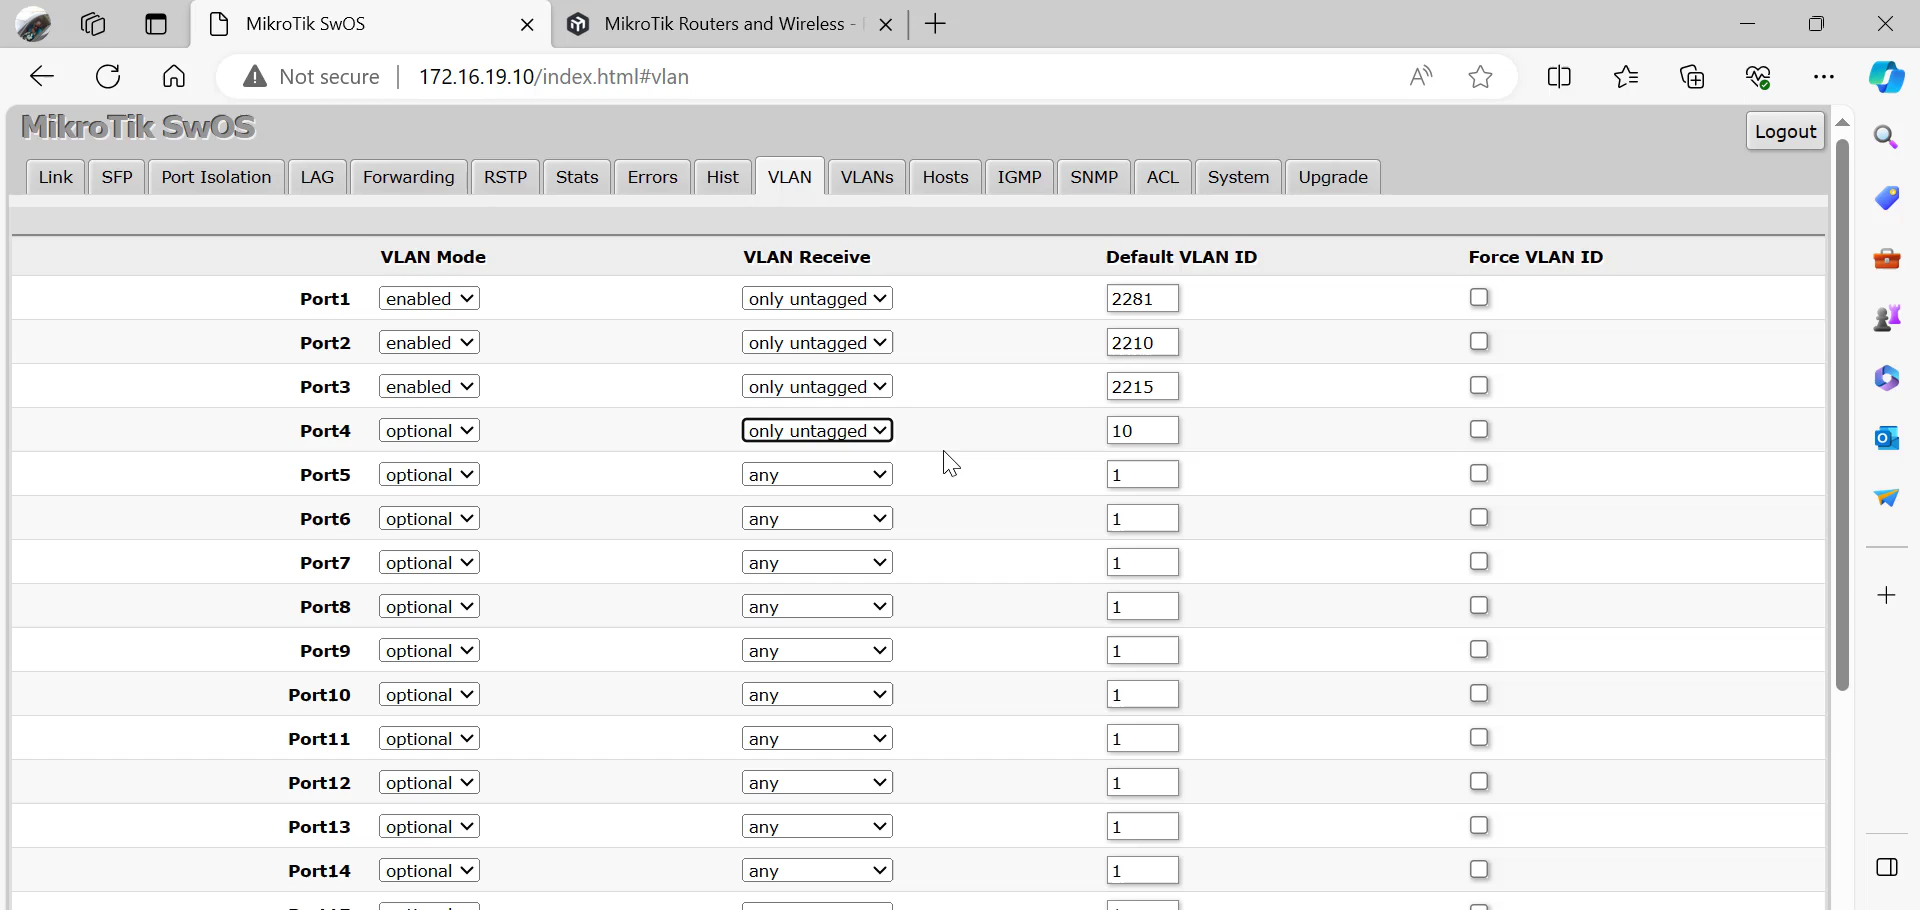 MikroTik SwOS
MikroTik Routers and Wireless -
Not secure 172.16.19.10/index.html#vlan
MikroTik SwOS
Logout
Link SFP Port Isolation LAG Forwarding RSTP Stats Errors Hist VLAN VLANs Hosts IGMP SNMP ACL System Upgrade
VLAN Mode VLAN Receive Default VLAN ID Force VLAN ID
Port1 enabled only untagged 2281
Port2 enabled only untagged 2210
Port3 enabled only untagged 2215
Port4 optional only untagged 10
Port5 optional any 1
Port6 optional any 1
Port7 optional any 1
Port8 optional any 1
Port9 optional any 1
Port10 optional any 1
Port11 optional any 1
Port12 optional any 1
Port13 optional any 1
Port14 optional any 1